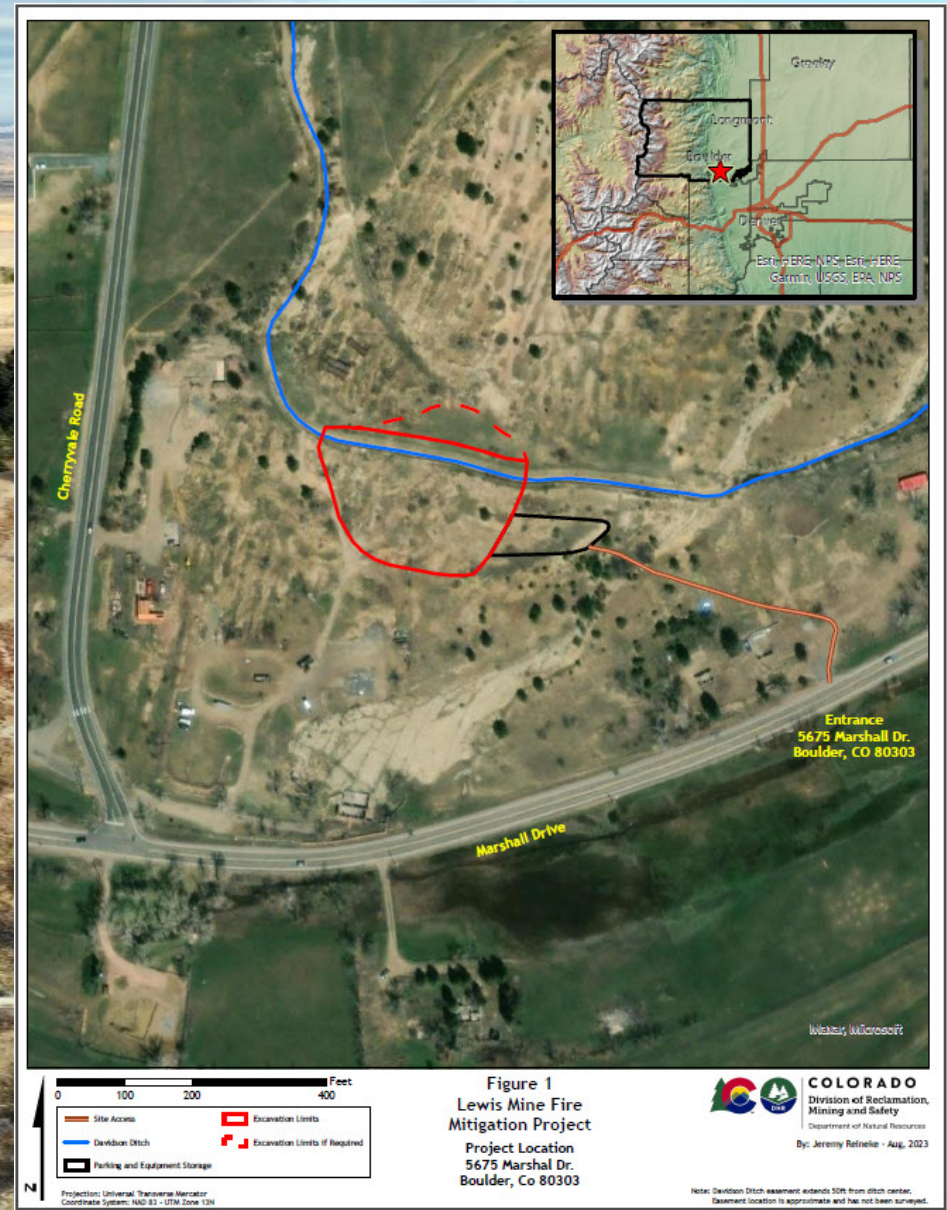 Greeley
Longmont
Boulder
Denver
Esri, HERE, NPS, Esri, HERE,
Garmin, USGS, EPA, NPS
Cherryvale Road
Entrance
5675 Marshall Dr.
Boulder, CO 80303
Marshall Drive
Maxar, Microsoft
Feet
0 100 200 400
Site Access
Excavation Limits
Davidson Ditch
Excavation Limits If Required
Parking and Equipment Storage
N
Projection: Universal Transverse Mercator
Coordinate System: NAD 83 - UTM Zone 13N
Figure 1
Lewis Mine Fire
Mitigation Project
Project Location
5675 Marshal Dr.
Boulder, Co 80303
DNR
COLORADO
Division of Reclamation,
Mining and Safety
Department of Natural Resources
By: Jeremy Reineke - Aug, 2023
Note: Davidson Ditch easement extends 50ft from ditch center.
Easement location is approximate and has not been surveyed.